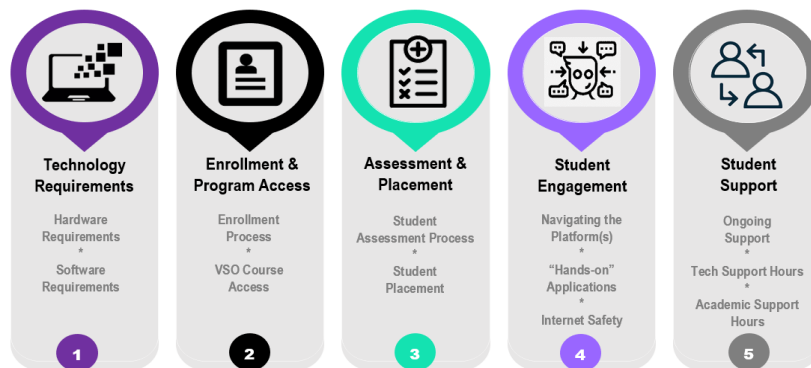 Technology
Requirements
Hardware
Requirements
*
Software
Requirements
1
Enrollment &
Program Access
Enrollment
Process
*
VSO Course
Access
2
Assessment &
Placement
Student
Assessment Process
*
Student
Placement
3
Student
Engagement
Navigating the
Platform(s)
*
“Hands-on”
Applications
*
Internet Safety
4
Student
Support
Ongoing
Support
*
Tech Support Hours
*
Academic Support
Hours
5